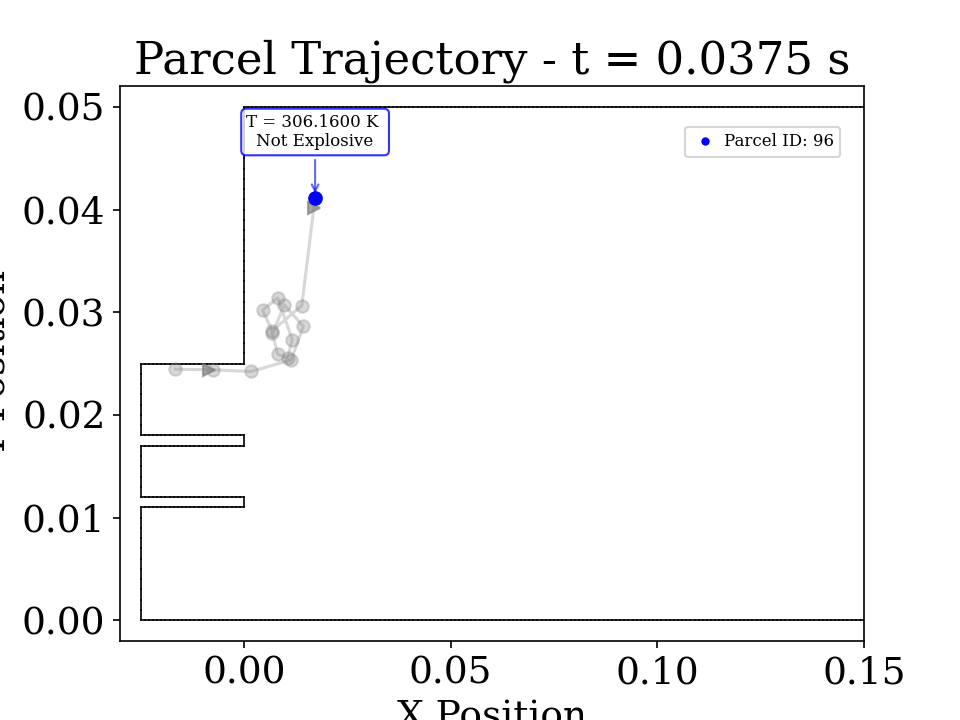 Parcel Trajectory - t = 0.0375 s
0.05
T = 306.1600 K
Not Explosive
Parcel ID: 96
0.04
0.03
0.02
0.01
0.00
0.00 0.05 0.10 0.15
X Position